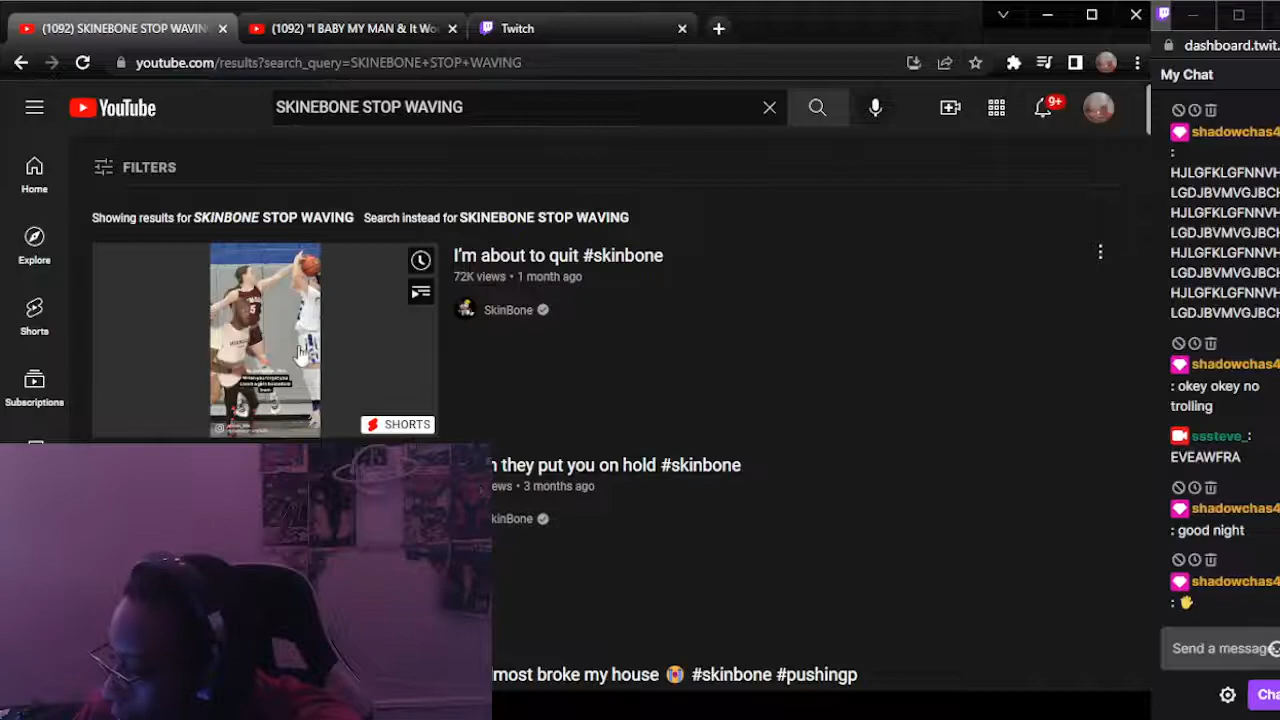 (1092) SKINEBONE STOP WAVIN
(1092) "I BABY MY MAN & It Wo
Twitch
youtube.com/results?search_query=SKINEBONE+STOP+WAVING
dashboard.twit.
YouTube
SKINEBONE STOP WAVING
9+
My Chat
FILTERS
Home
Explore
Shorts
Subscriptions
Showing results for SKINBONE STOP WAVING Search instead for SKINEBONE STOP WAVING
I'm about to quit #skinbone
72K views • 1 month ago
SkinBone
SHORTS
n they put you on hold #skinbone
ews • 3 months ago
kinBone
lmost broke my house 😭 #skinbone #pushingp
shadowchas4
:
HJLGFKLGFNNVH
LGDJBVMVGJBCH
HJLGFKLGFNNVH
LGDJBVMVGJBCH
HJLGFKLGFNNVH
LGDJBVMVGJBCH
HJLGFKLGFNNVH
LGDJBVMVGJBCH
shadowchas4
: okey okey no
trolling
sssteve_:
EVEAWFRA
shadowchas4
: good night
shadowchas4
: ✋
Send a message
Cha